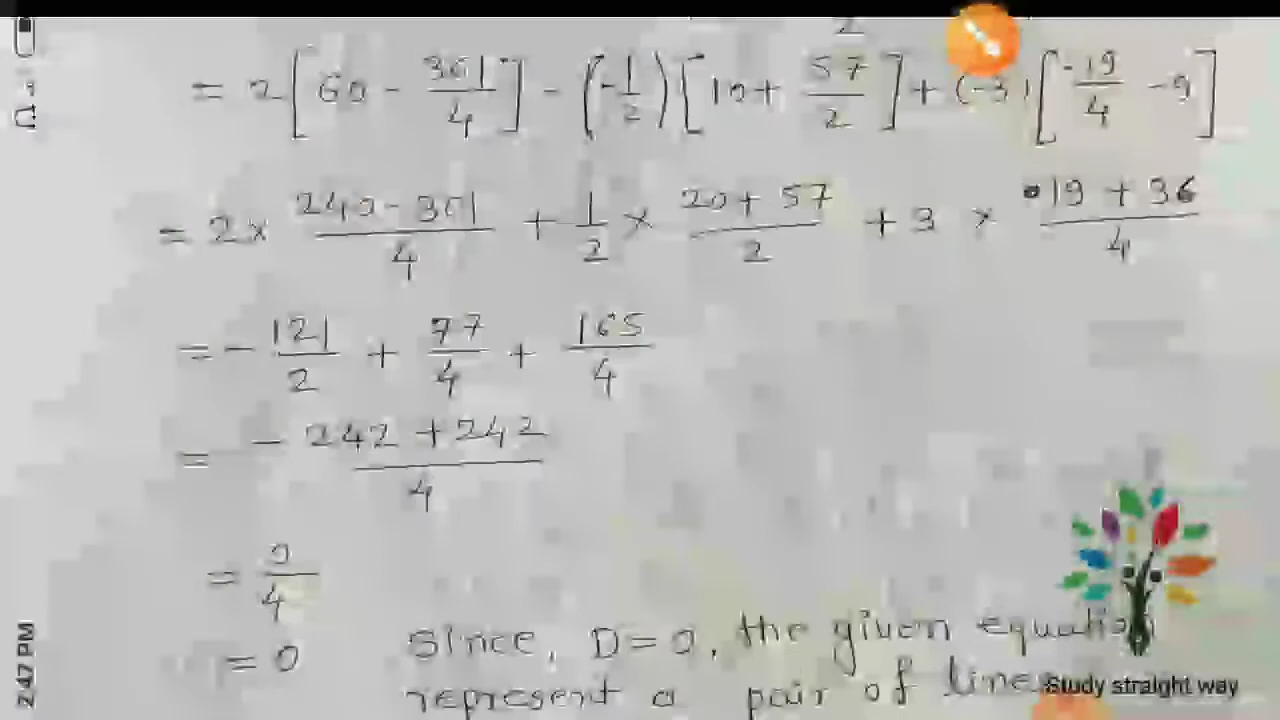 = 2[60 - 361/4] - (-1/2)[10 + 57/2] + (-3)[-19/4 - 9]
= 2 × (240 - 361)/4 + 1/2 × (20 + 57)/2 + 3 × (19 + 36)/4
= - 121/2 + 77/4 + 165/4
= (- 242 + 242)/4
= 0/4
= 0 Since, D = 0, the given equation
represent a pair of line
Study straight way
2:47 PM